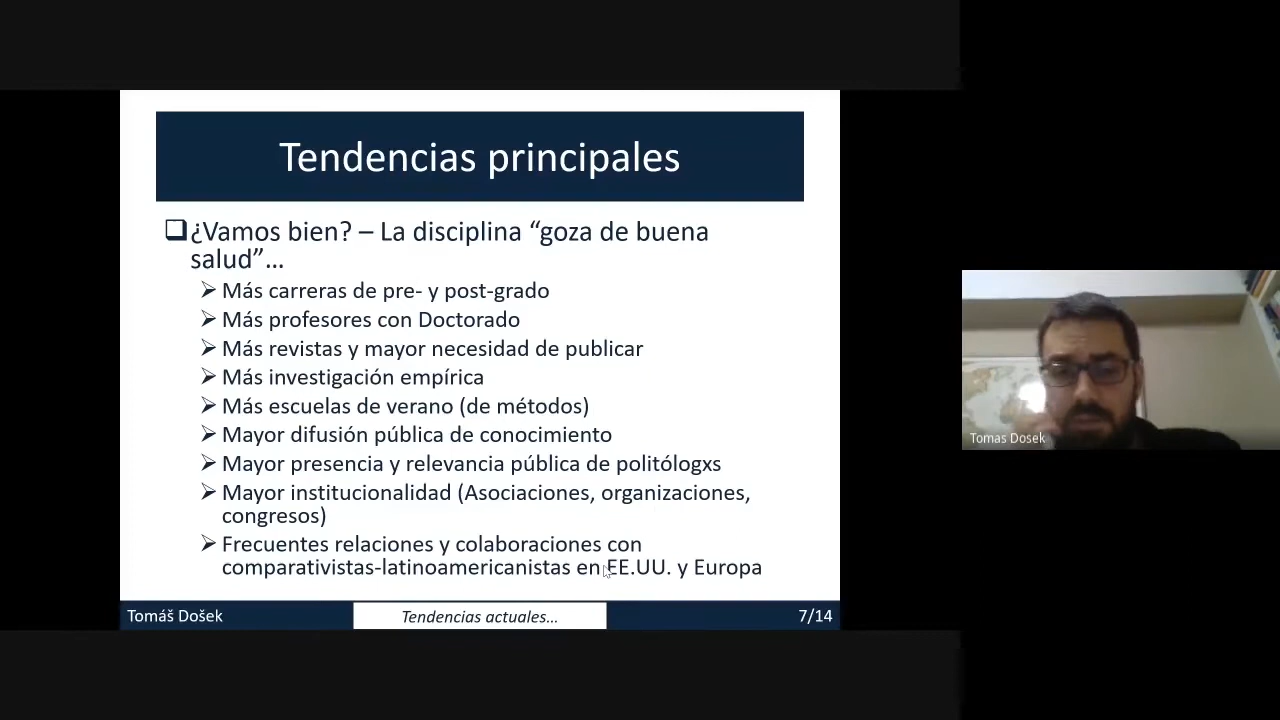 Tendencias principales
¿Vamos bien? – La disciplina “goza de buena
salud”...
Más carreras de pre- y post-grado
Más profesores con Doctorado
Más revistas y mayor necesidad de publicar
Más investigación empírica
Más escuelas de verano (de métodos)
Mayor difusión pública de conocimiento
Mayor presencia y relevancia pública de politólogxs
Mayor institucionalidad (Asociaciones, organizaciones,
congresos)
Frecuentes relaciones y colaboraciones con
comparativistas-latinoamericanistas en EE.UU. y Europa
Tomáš Došek
Tendencias actuales...
7/14
Tomas Dosek